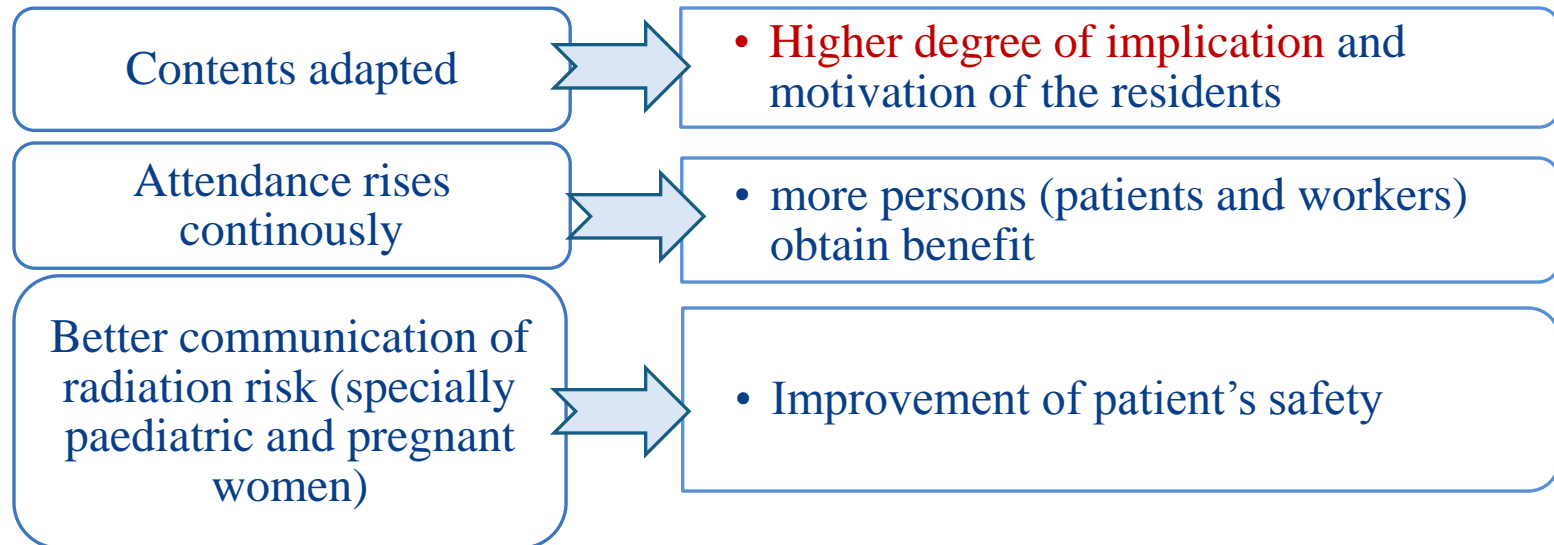 Contents adapted
• Higher degree of implication and
motivation of the residents
Attendance rises
continously
• more persons (patients and workers)
obtain benefit
Better communication of
radiation risk (specially
paediatric and pregnant
women)
• Improvement of patient’s safety